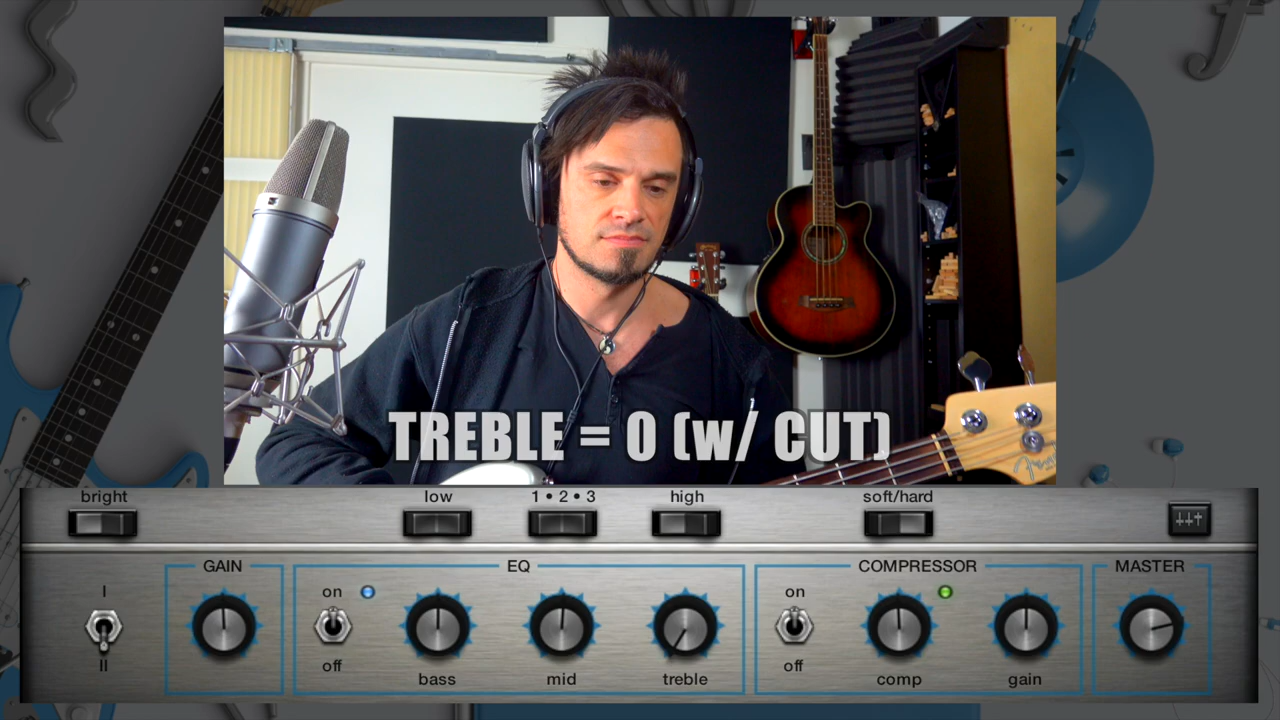 TREBLE = 0 (w/ CUT)
Fender
bright
low
1 • 2 • 3
high
soft/hard
GAIN
EQ
COMPRESSOR
MASTER
I
on
on
II
off
off
bass
mid
treble
comp
gain